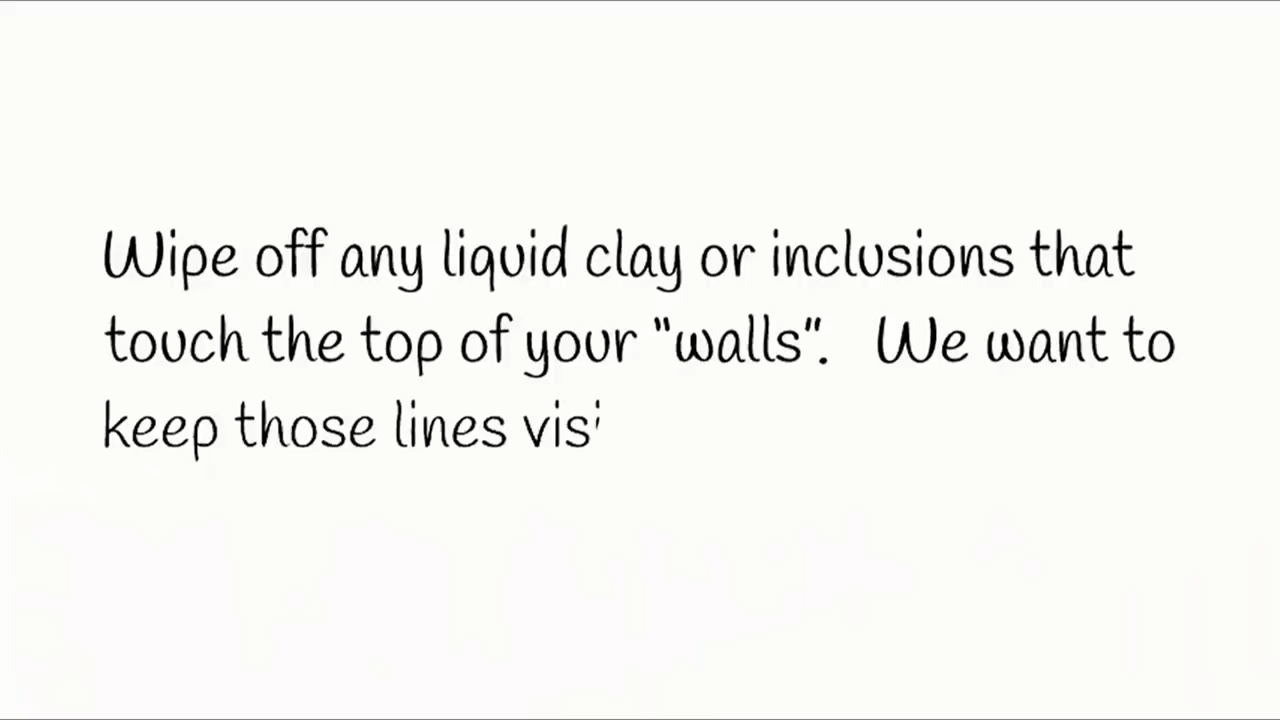 Wipe off any liquid clay or inclusions that
touch the top of your "walls".   We want to
keep those lines vis